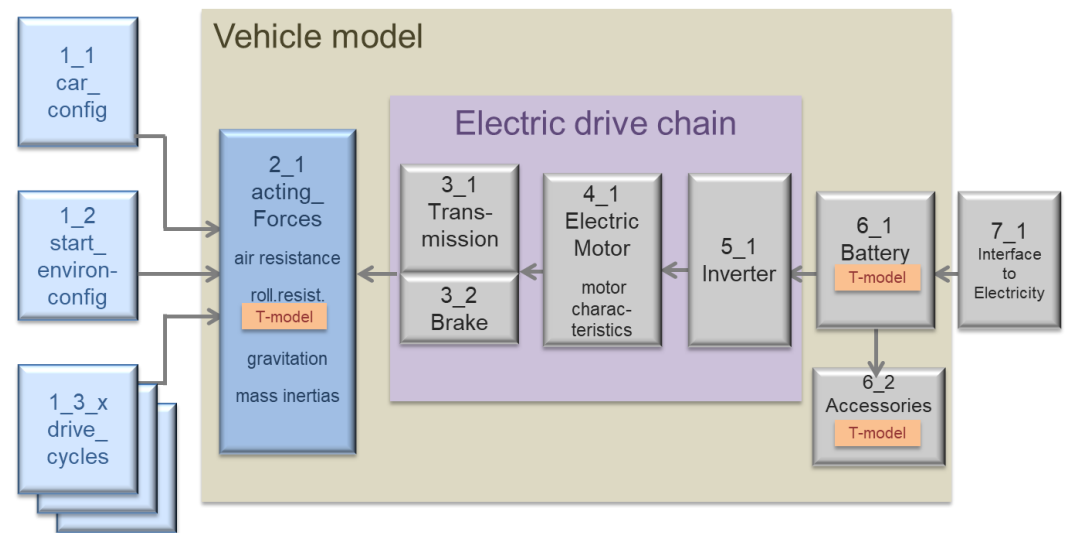 Vehicle model
1_1
car_
config
1_2
start_
environ-
config
1_3_x
drive_
cycles
2_1
acting_
Forces
air resistance
roll.resist.
T-model
gravitation
mass inertias
Electric drive chain
3_1
Trans-
mission
3_2
Brake
4_1
Electric
Motor
motor
charac-
teristics
5_1
Inverter
6_1
Battery
T-model
6_2
Accessories
T-model
7_1
Interface
to
Electricity